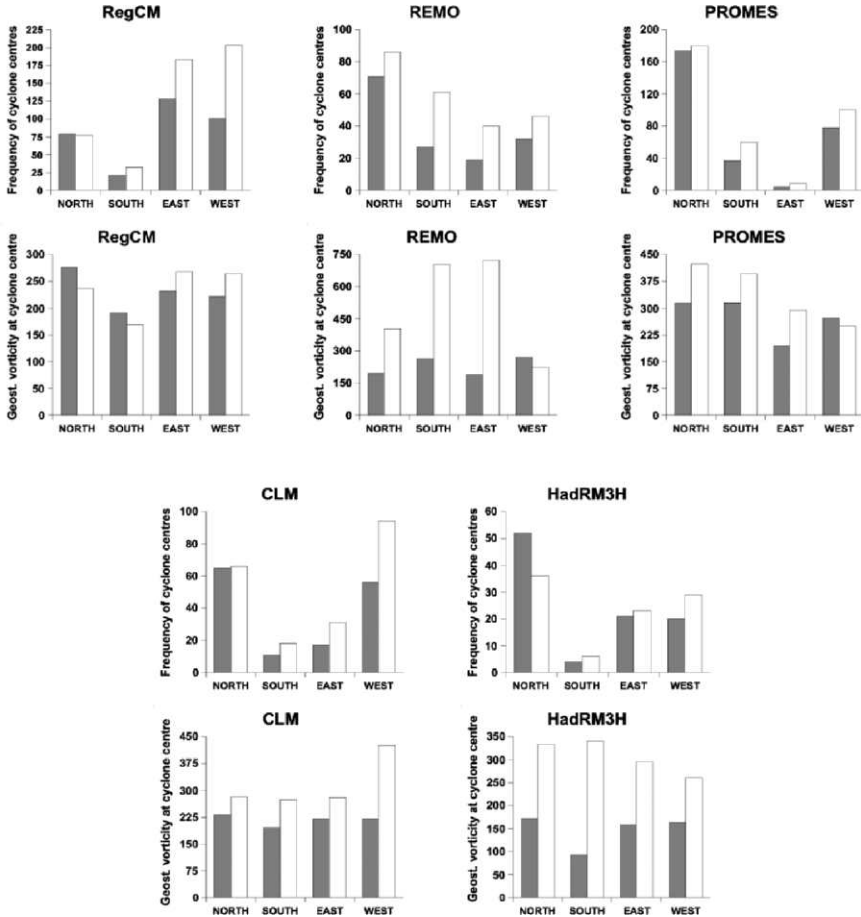 RegCM
REMO
PROMES
Frequency of cyclone centres
225
200
175
150
125
100
75
50
25
0
NORTH SOUTH EAST WEST
Frequency of cyclone centres
100
80
60
40
20
0
NORTH SOUTH EAST WEST
Frequency of cyclone centres
200
160
120
80
40
0
NORTH SOUTH EAST WEST
RegCM
REMO
PROMES
Geost. vorticity at cyclone centre
300
250
200
150
100
50
0
NORTH SOUTH EAST WEST
Geost. vorticity at cyclone centre
750
600
450
300
150
0
NORTH SOUTH EAST WEST
Geost. vorticity at cyclone centre
450
375
300
225
150
75
0
NORTH SOUTH EAST WEST
CLM
HadRM3H
Frequency of cyclone centres
100
80
60
40
20
0
NORTH SOUTH EAST WEST
Frequency of cyclone centres
60
50
40
30
20
10
0
NORTH SOUTH EAST WEST
CLM
HadRM3H
Geost. vorticity at cyclone centre
450
375
300
225
150
75
0
NORTH SOUTH EAST WEST
Geost. vorticity at cyclone centre
350
300
250
200
150
100
50
0
NORTH SOUTH EAST WEST